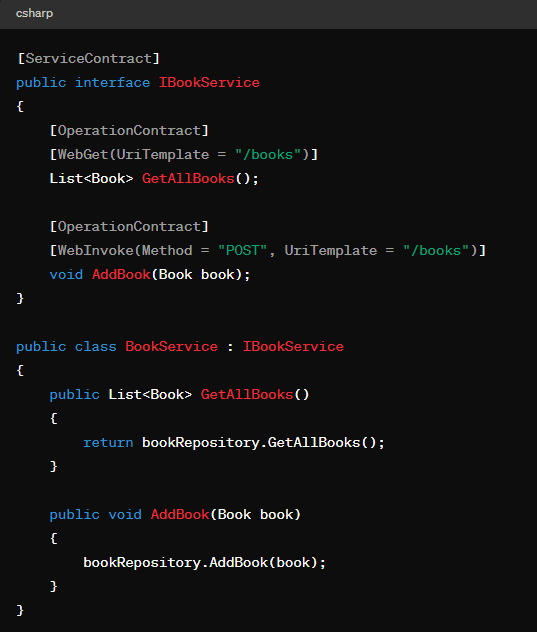 csharp
[ServiceContract]
public interface IBookService
{
    [OperationContract]
    [WebGet(UriTemplate = "/books")]
    List<Book> GetAllBooks();

    [OperationContract]
    [WebInvoke(Method = "POST", UriTemplate = "/books")]
    void AddBook(Book book);
}

public class BookService : IBookService
{
    public List<Book> GetAllBooks()
    {
        return bookRepository.GetAllBooks();
    }

    public void AddBook(Book book)
    {
        bookRepository.AddBook(book);
    }
}